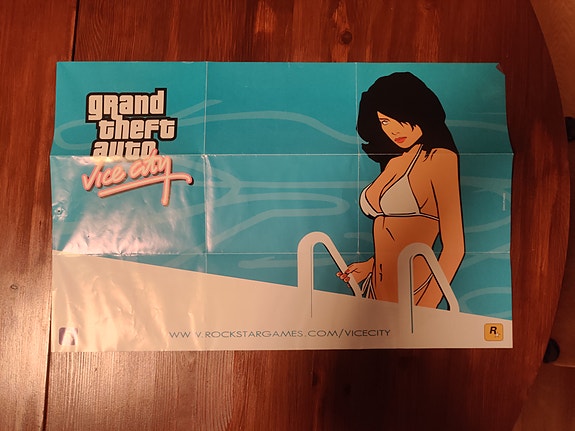 grand
theft
auto
Vice City
WWW.ROCKSTARGAMES.COM/VICECITY
R